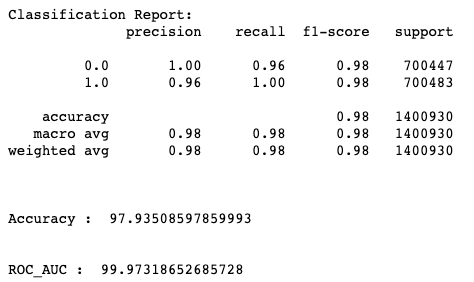 Classification Report:
precision recall f1-score support
0.0 1.00 0.96 0.98 700447
1.0 0.96 1.00 0.98 700483
accuracy 0.98 1400930
macro avg 0.98 0.98 0.98 1400930
weighted avg 0.98 0.98 0.98 1400930
Accuracy : 97.93508597859993
ROC_AUC : 99.97318652685728